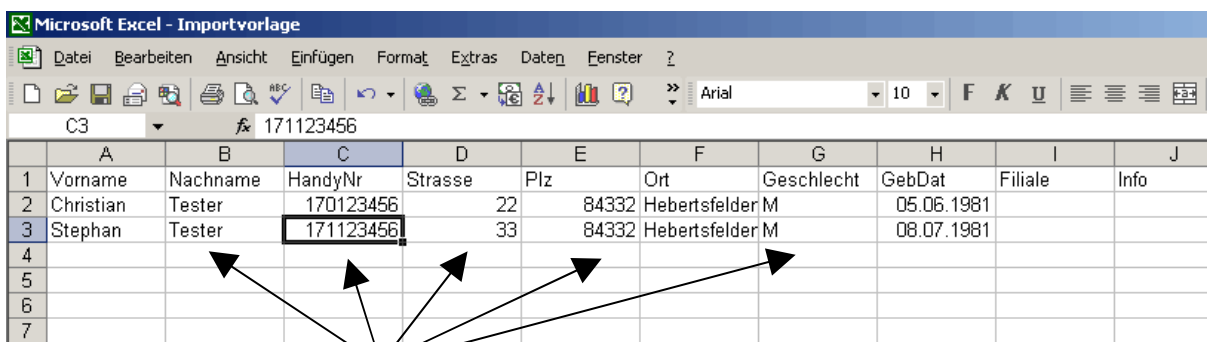 Microsoft Excel - Importvorlage
Datei Bearbeiten Ansicht Einfügen Format Extras Daten Fenster ?
Arial 10 F K U
C3 fx 171123456
A B C D E F G H I J
1 Vorname Nachname HandyNr Strasse Plz Ort Geschlecht GebDat Filiale Info
2 Christian Tester 170123456 22 84332 Hebertsfelder M 05.06.1981
3 Stephan Tester 171123456 33 84332 Hebertsfelder M 08.07.1981
4
5
6
7